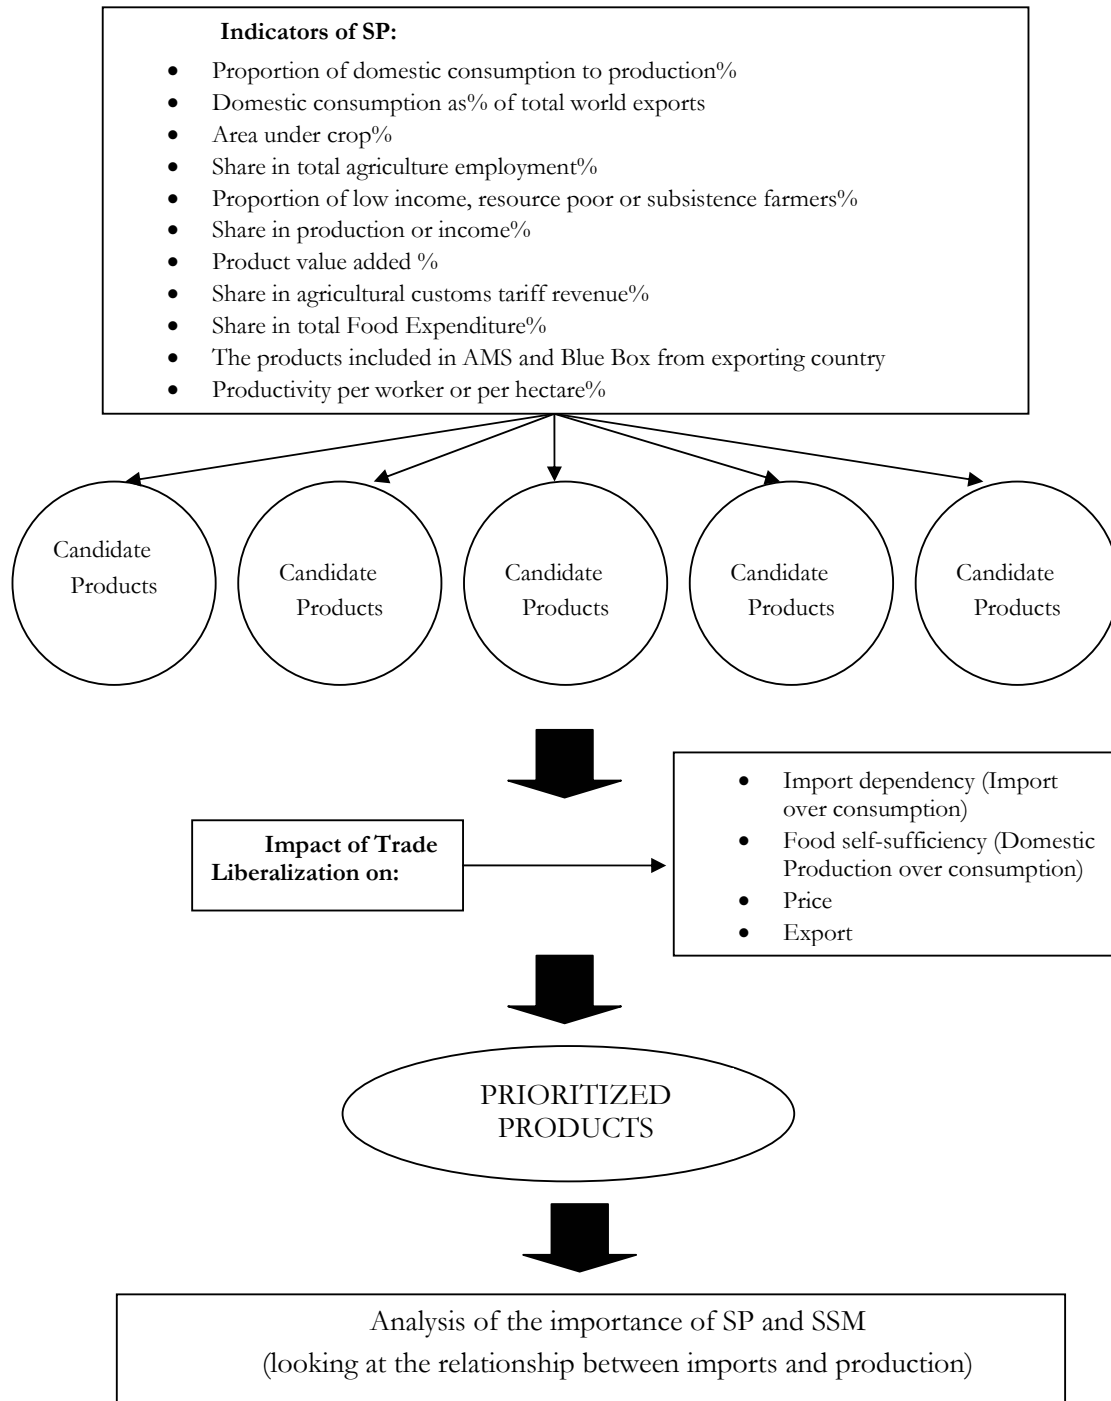 Indicators of SP:
• Proportion of domestic consumption to production%
• Domestic consumption as% of total world exports
• Area under crop%
• Share in total agriculture employment%
• Proportion of low income, resource poor or subsistence farmers%
• Share in production or income%
• Product value added %
• Share in agricultural customs tariff revenue%
• Share in total Food Expenditure%
• The products included in AMS and Blue Box from exporting country
• Productivity per worker or per hectare%
Candidate
Products
Candidate
Products
Candidate
Products
Candidate
Products
Candidate
Products
Impact of Trade
Liberalization on:
• Import dependency (Import
over consumption)
• Food self-sufficiency (Domestic
Production over consumption)
• Price
• Export
PRIORITIZED
PRODUCTS
Analysis of the importance of SP and SSM
(looking at the relationship between imports and production)